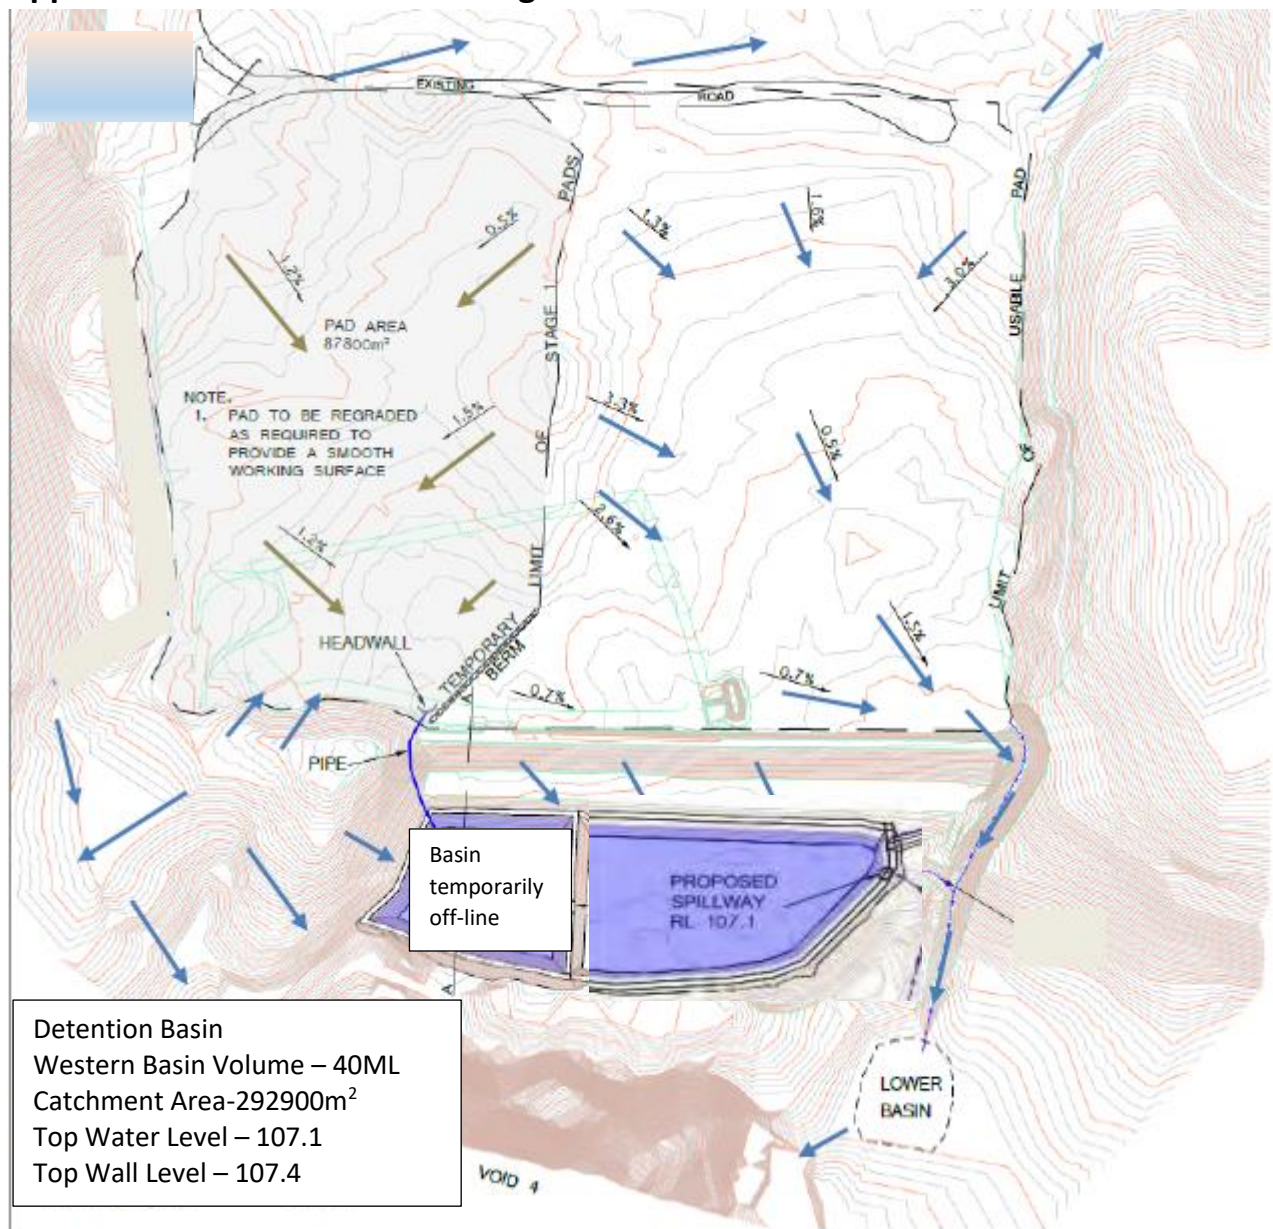 EXISTING
ROAD
PADS
PAD
0.5%
1.3%
1.6%
1.2%
3.0%
USABLE
STAGE 1
PAD AREA
87800m²
NOTE.
1. PAD TO BE REGRADED
AS REQUIRED TO
PROVIDE A SMOOTH
WORKING SURFACE
1.5%
3.3%
0.5%
OF
OF
2.6%
1.2%
LIMIT
LIMIT
1.5%
HEADWALL
TEMPORARY
BERM
0.7%
0.7%
PIPE
Basin
temporarily
off-line
PROPOSED
SPILLWAY
RL 107.1
A
Detention Basin
Western Basin Volume – 40ML
Catchment Area-292900m²
Top Water Level – 107.1
Top Wall Level – 107.4
LOWER
BASIN
VOID 4